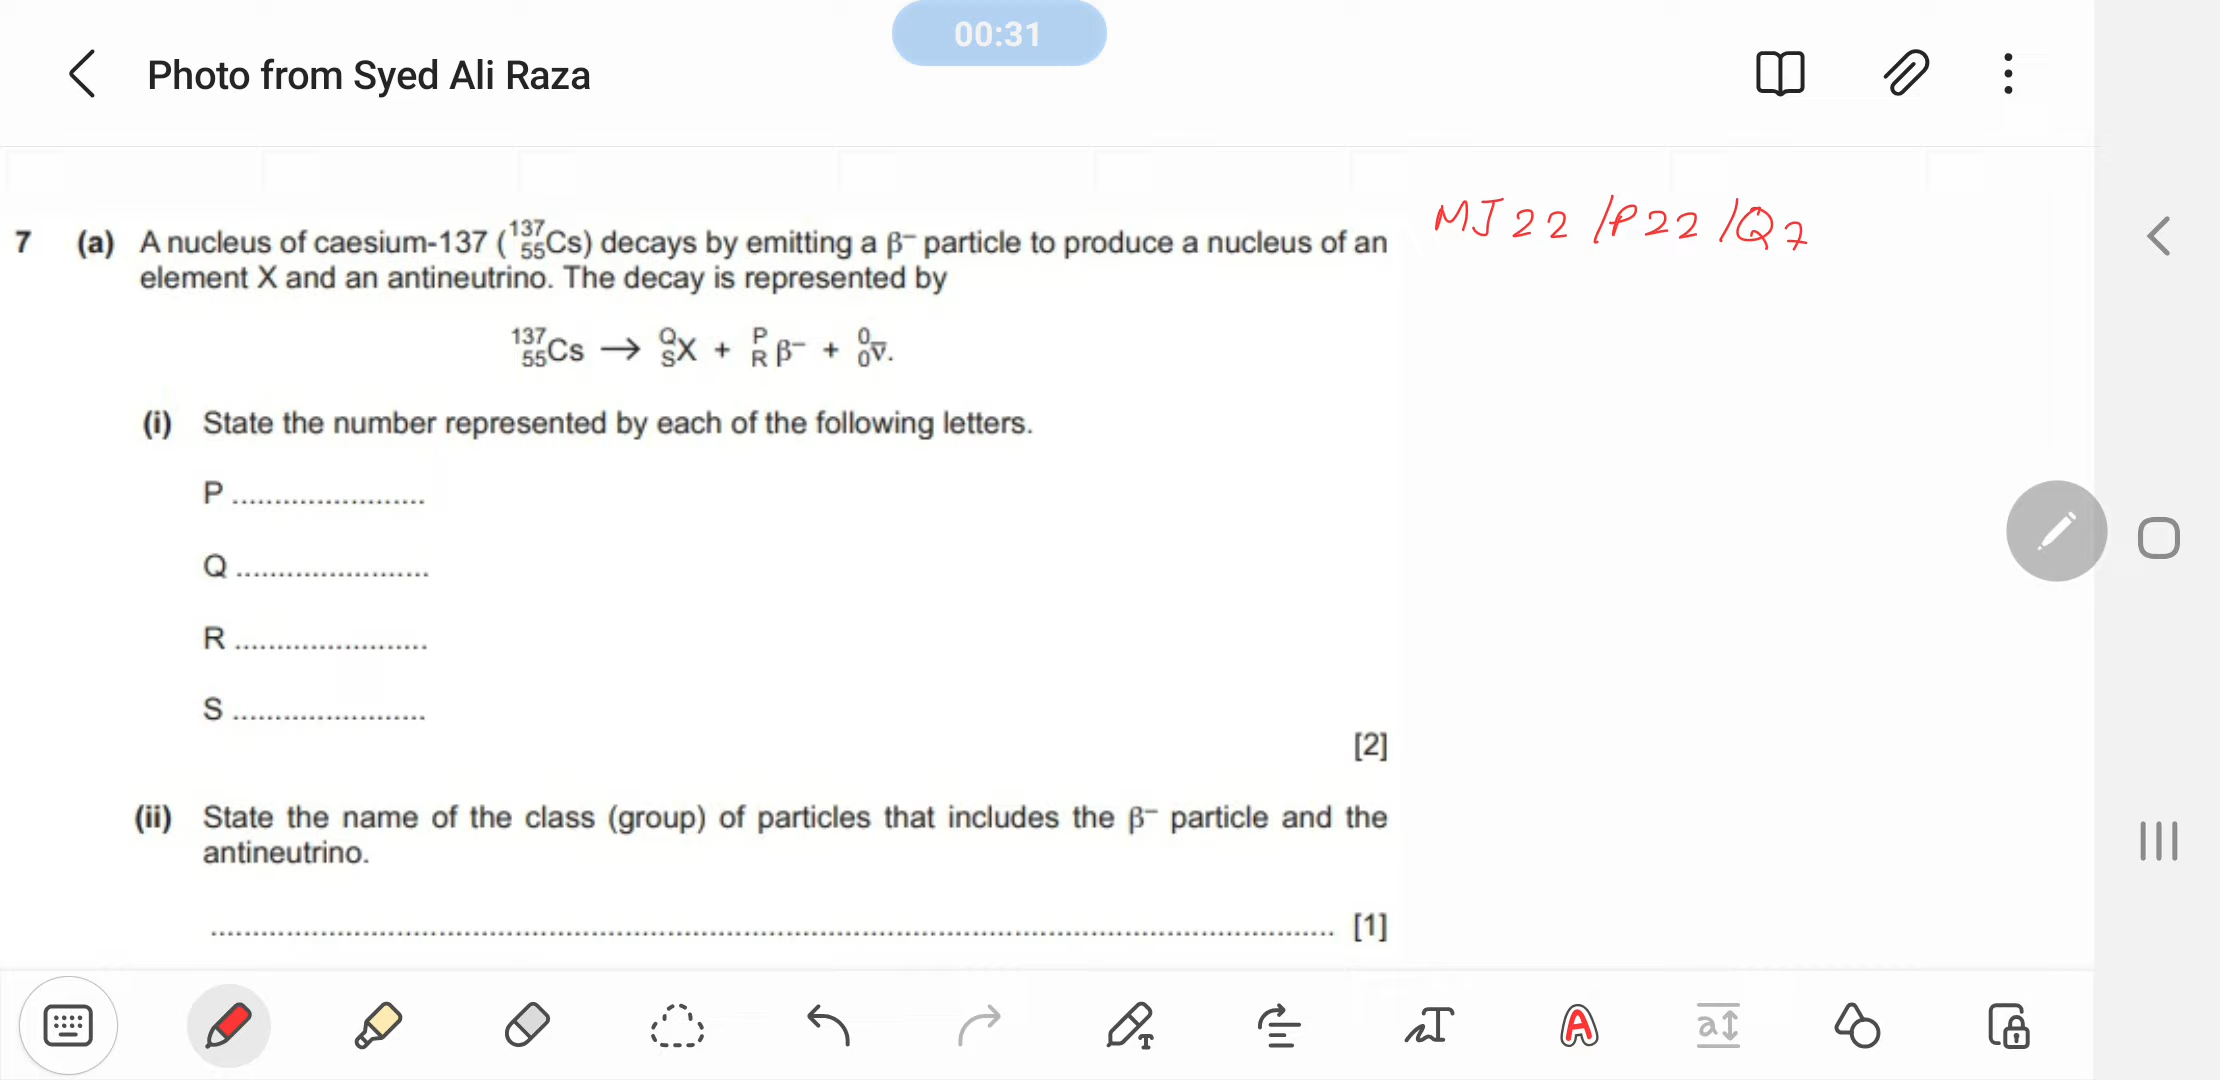 00:31
Photo from Syed Ali Raza
MJ22 /P22 /Q7
7 (a) A nucleus of caesium-137 (¹³⁷₅₅Cs) decays by emitting a β⁻ particle to produce a nucleus of an
element X and an antineutrino. The decay is represented by
¹³⁷₅₅Cs → Q S X + P R β⁻ + ⁰₀ν̅.
(i) State the number represented by each of the following letters.
P ........................
Q ........................
R ........................
S ........................
[2]
(ii) State the name of the class (group) of particles that includes the β⁻ particle and the
antineutrino.
........................................................................ [1]
T
T
A
a